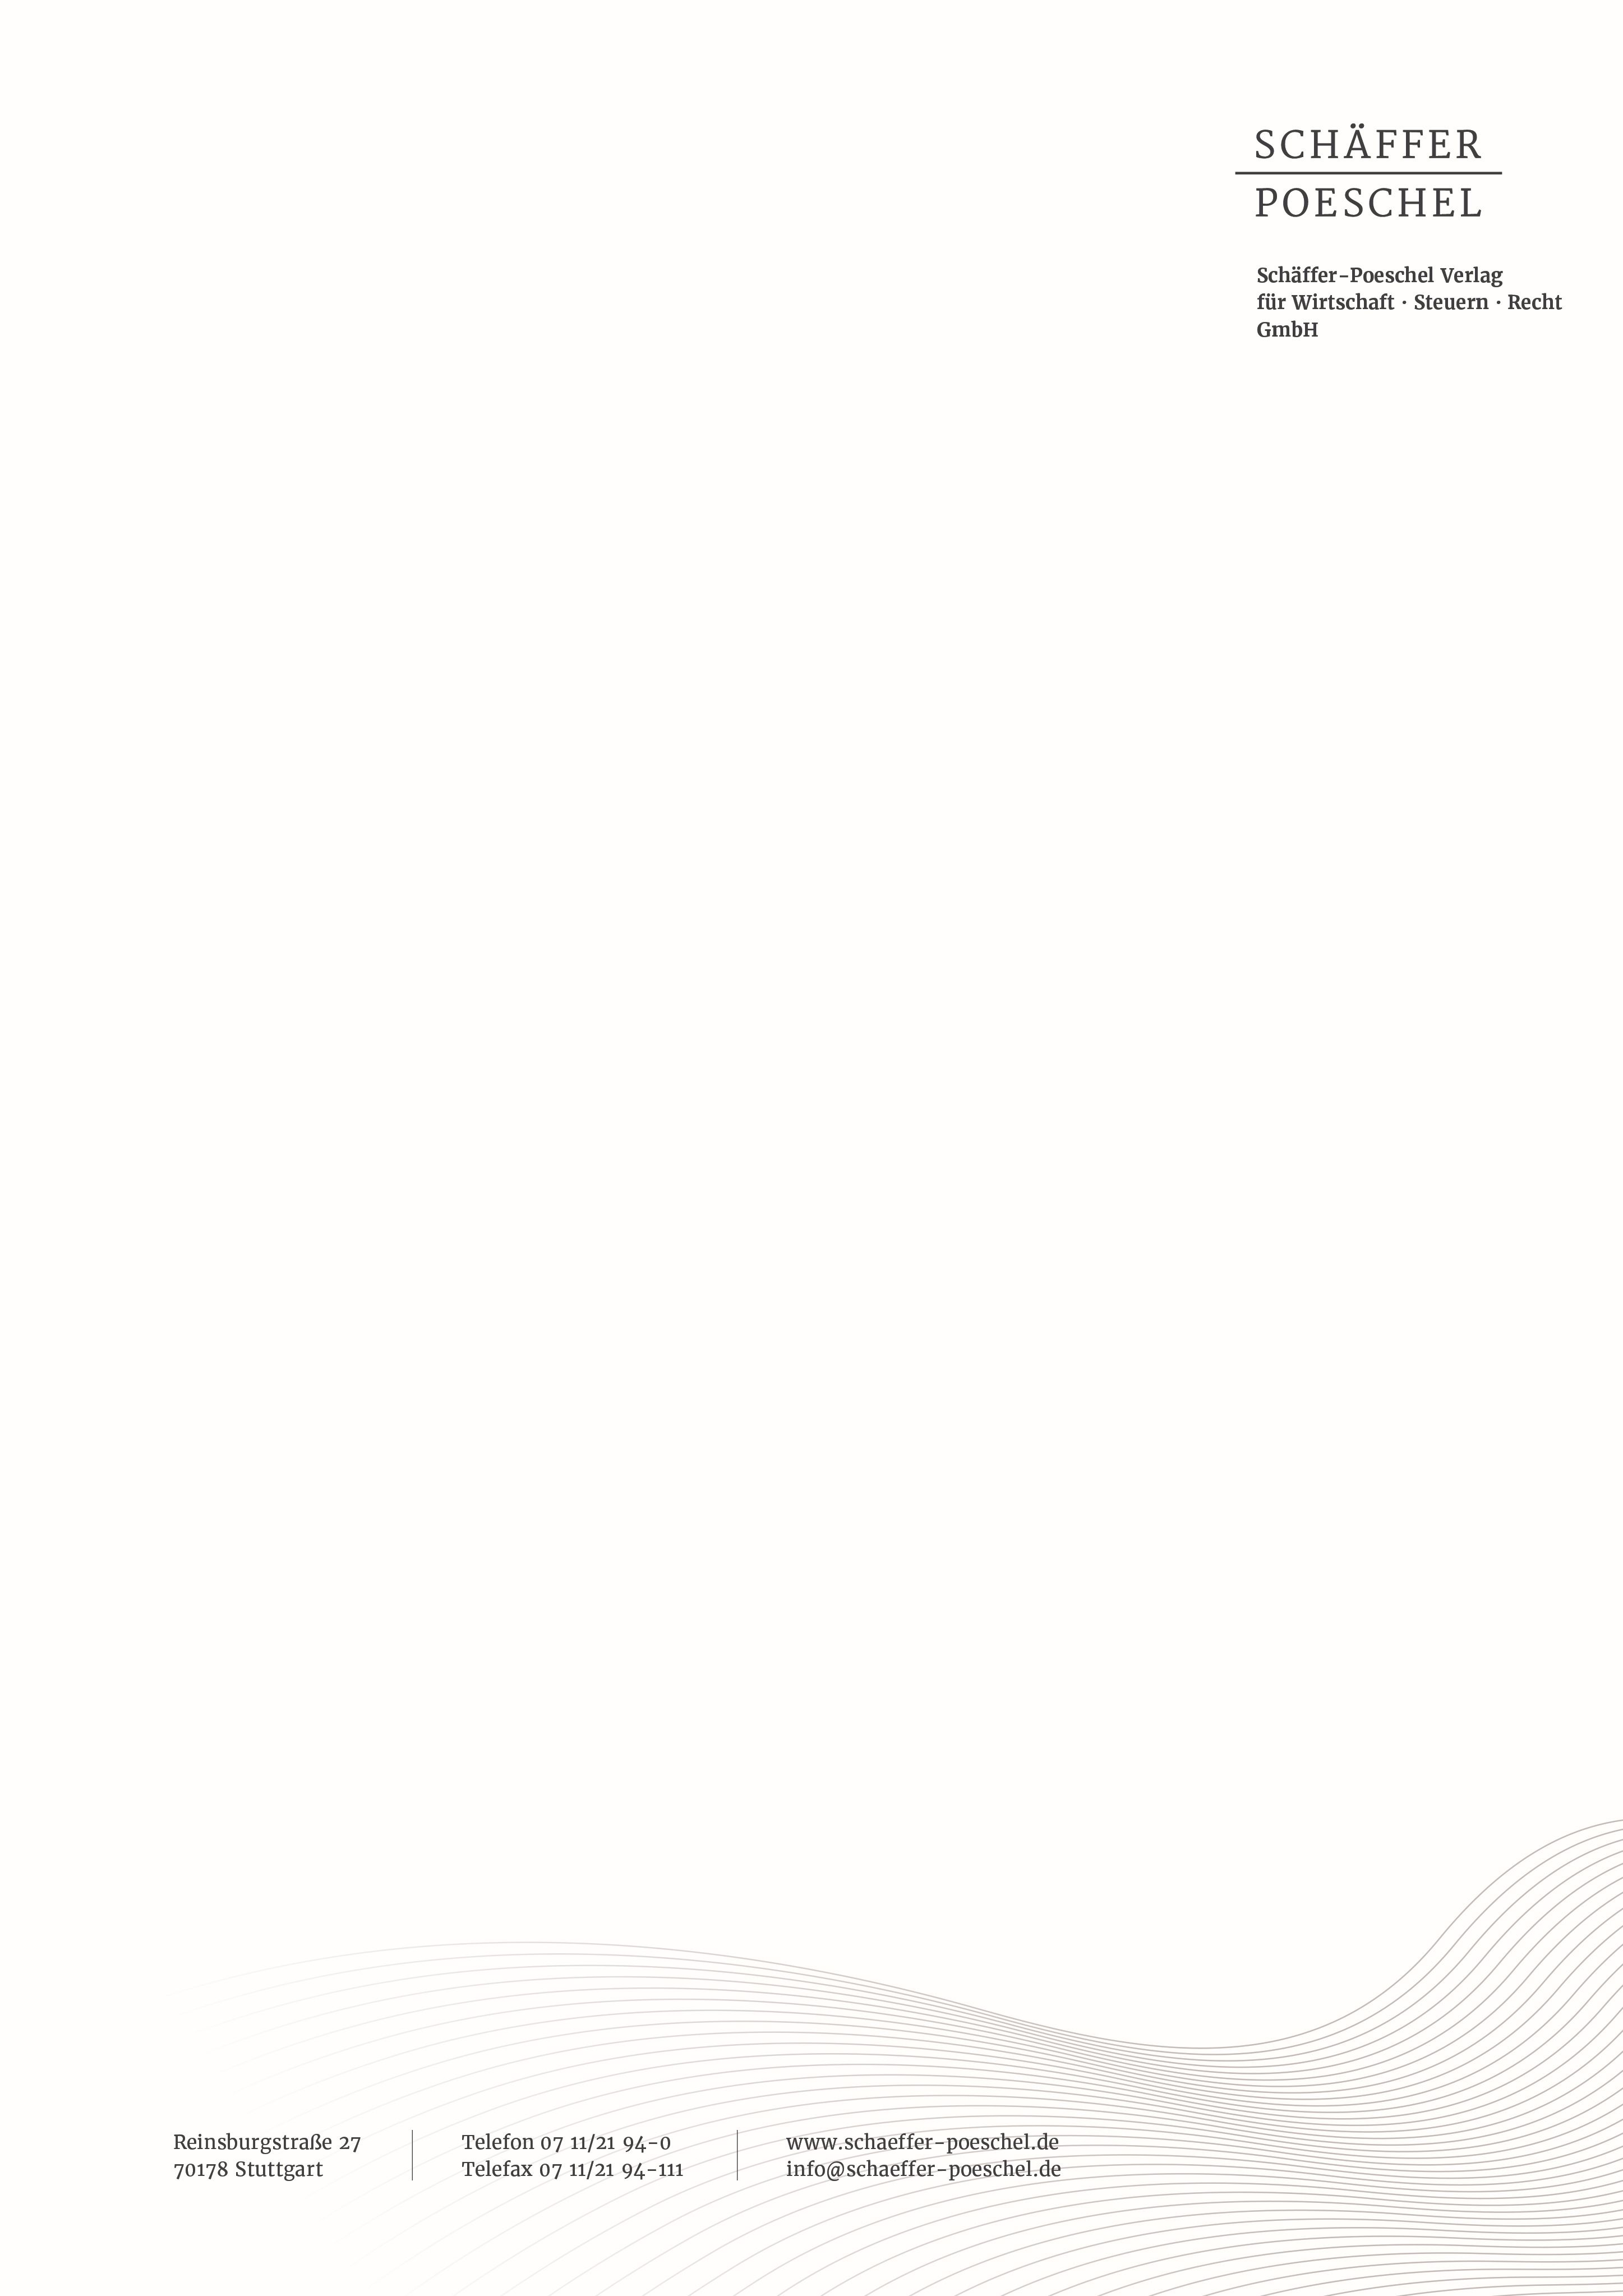 SCHÄFFER
POESCHEL
Schäffer-Poeschel Verlag
für Wirtschaft · Steuern · Recht
GmbH
Reinsburgstraße 27
70178 Stuttgart
Telefon 07 11/21 94-0
Telefax 07 11/21 94-111
www.schaeffer-poeschel.de
info@schaeffer-poeschel.de